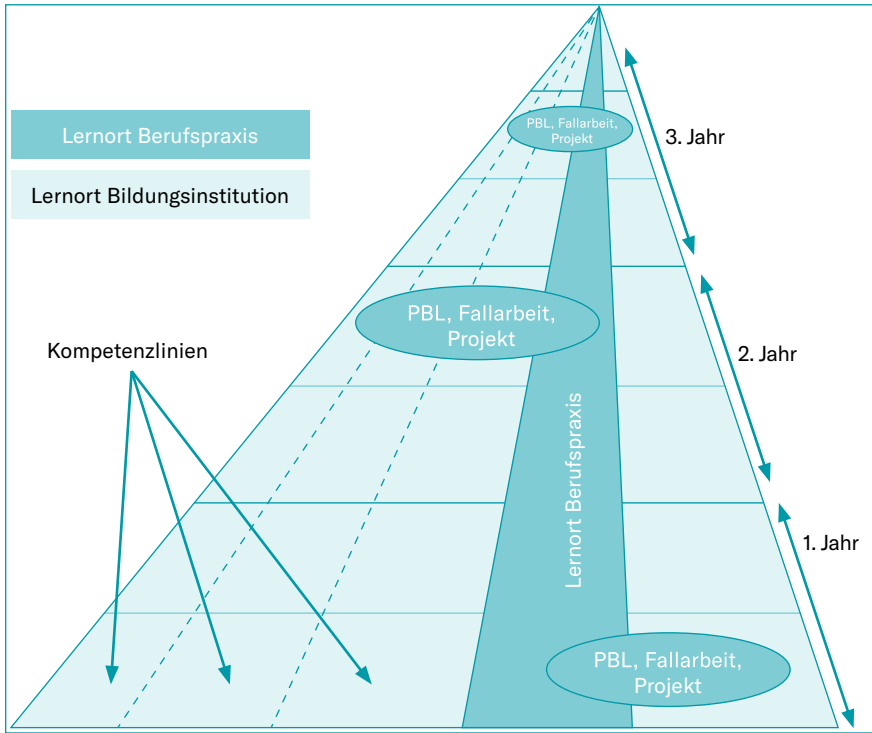 Lernort Berufspraxis
Lernort Bildungsinstitution
PBL, Fallarbeit,
Projekt
3. Jahr
PBL, Fallarbeit,
Projekt
2. Jahr
Kompetenzlinien
Lernort Berufspraxis
1. Jahr
PBL, Fallarbeit,
Projekt